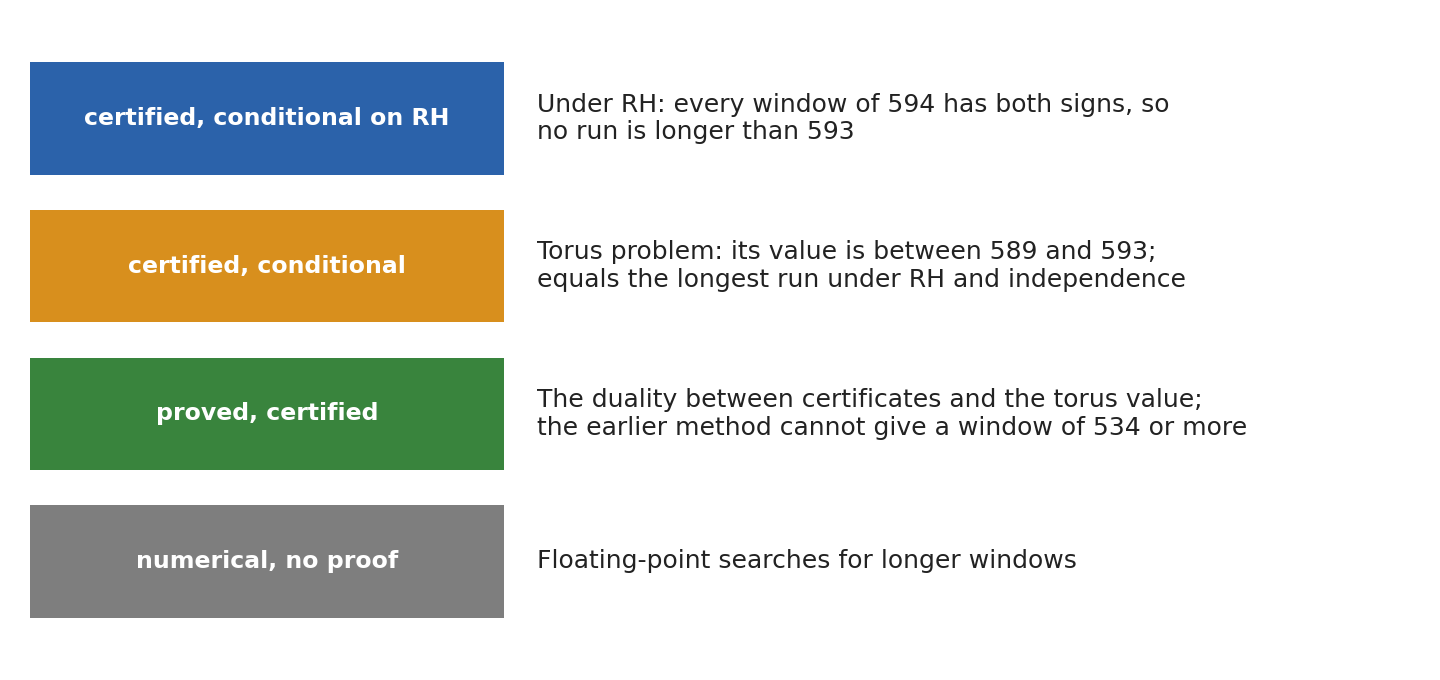 certified, conditional on RH
Under RH: every window of 594 has both signs, so
no run is longer than 593
certified, conditional
Torus problem: its value is between 589 and 593;
equals the longest run under RH and independence
proved, certified
The duality between certificates and the torus value;
the earlier method cannot give a window of 534 or more
numerical, no proof
Floating-point searches for longer windows